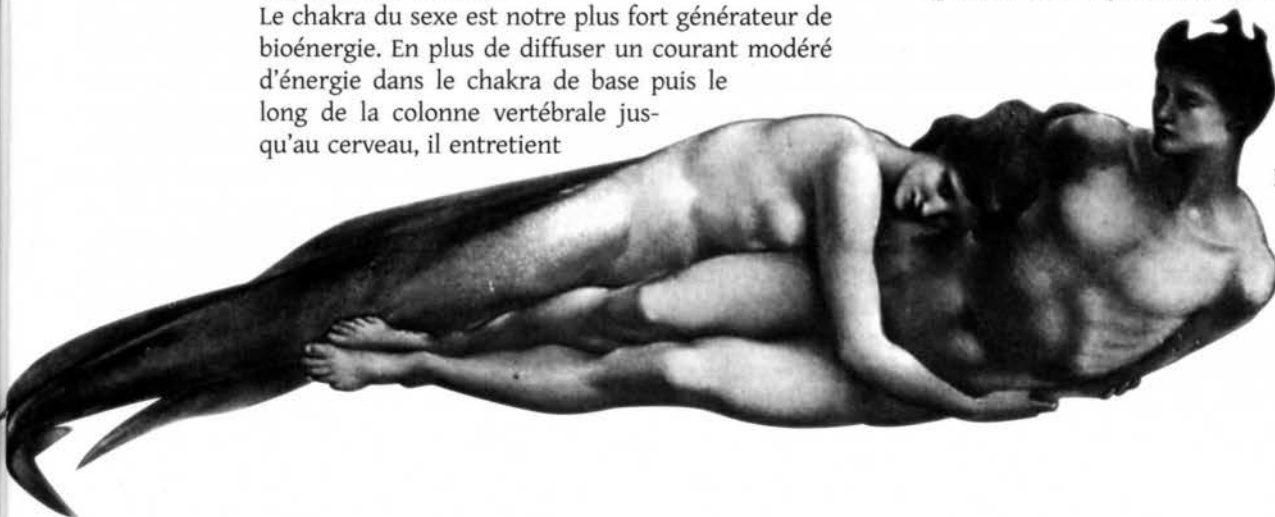 Le chakra du sexe est notre plus fort générateur de
bioénergie. En plus de diffuser un courant modéré
d'énergie dans le chakra de base puis le
long de la colonne vertébrale jus-
qu'au cerveau, il entretient